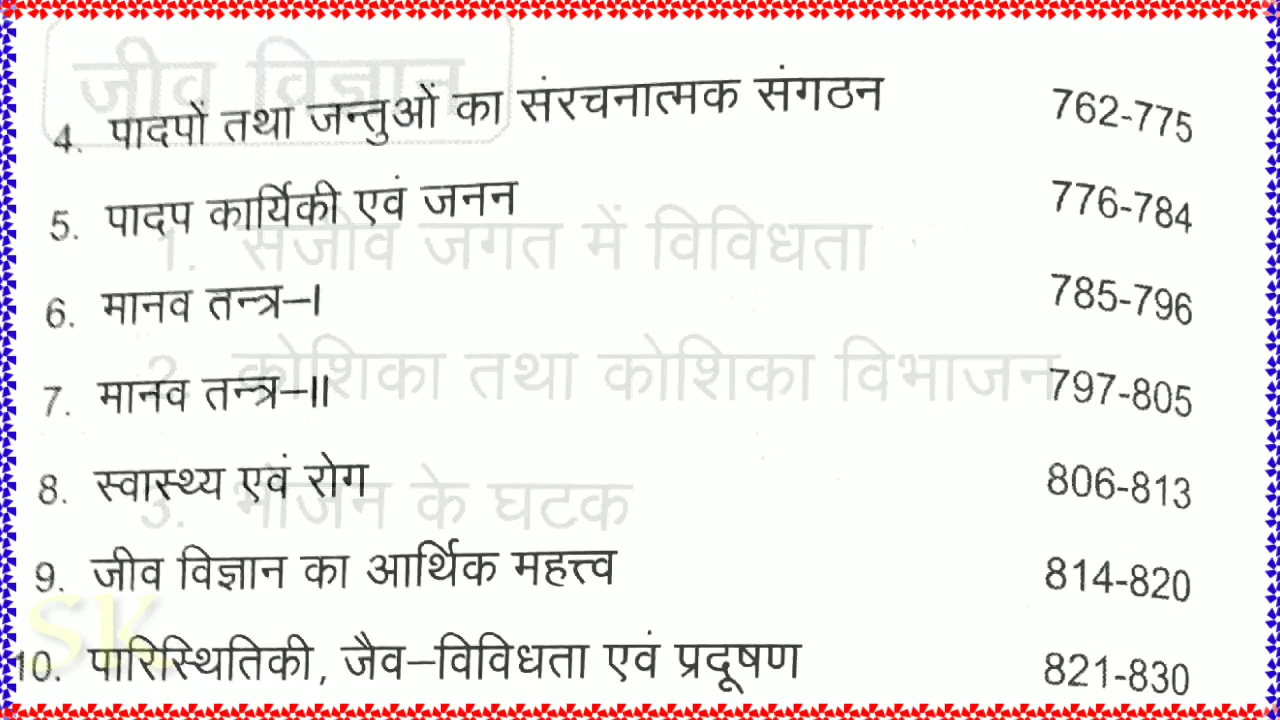 जीव विज्ञान
4. पादपों तथा जन्तुओं का संरचनात्मक संगठन 762-775
5. पादप कार्यिकी एवं जनन 776-784
1. सजीव जगत में विविधता
6. मानव तन्त्र–I 785-796
2. कोशिका तथा कोशिका विभाजन
7. मानव तन्त्र–II 797-805
8. स्वास्थ्य एवं रोग 806-813
3. भोजन के घटक
9. जीव विज्ञान का आर्थिक महत्त्व 814-820
SK
10. पारिस्थितिकी, जैव–विविधता एवं प्रदूषण 821-830